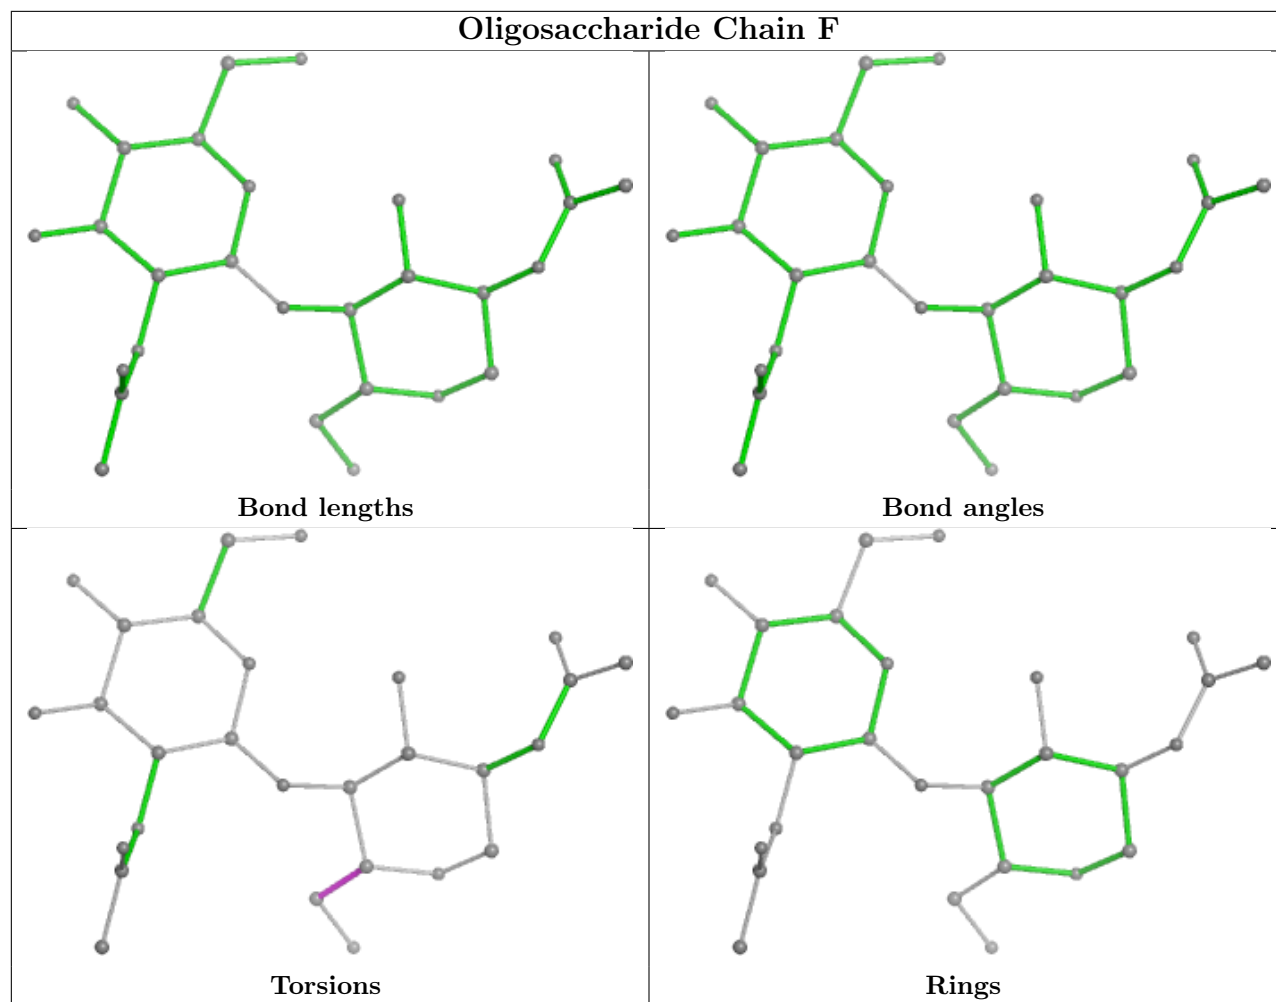 Oligosaccharide Chain F
Bond lengths
Bond angles
Torsions
Rings